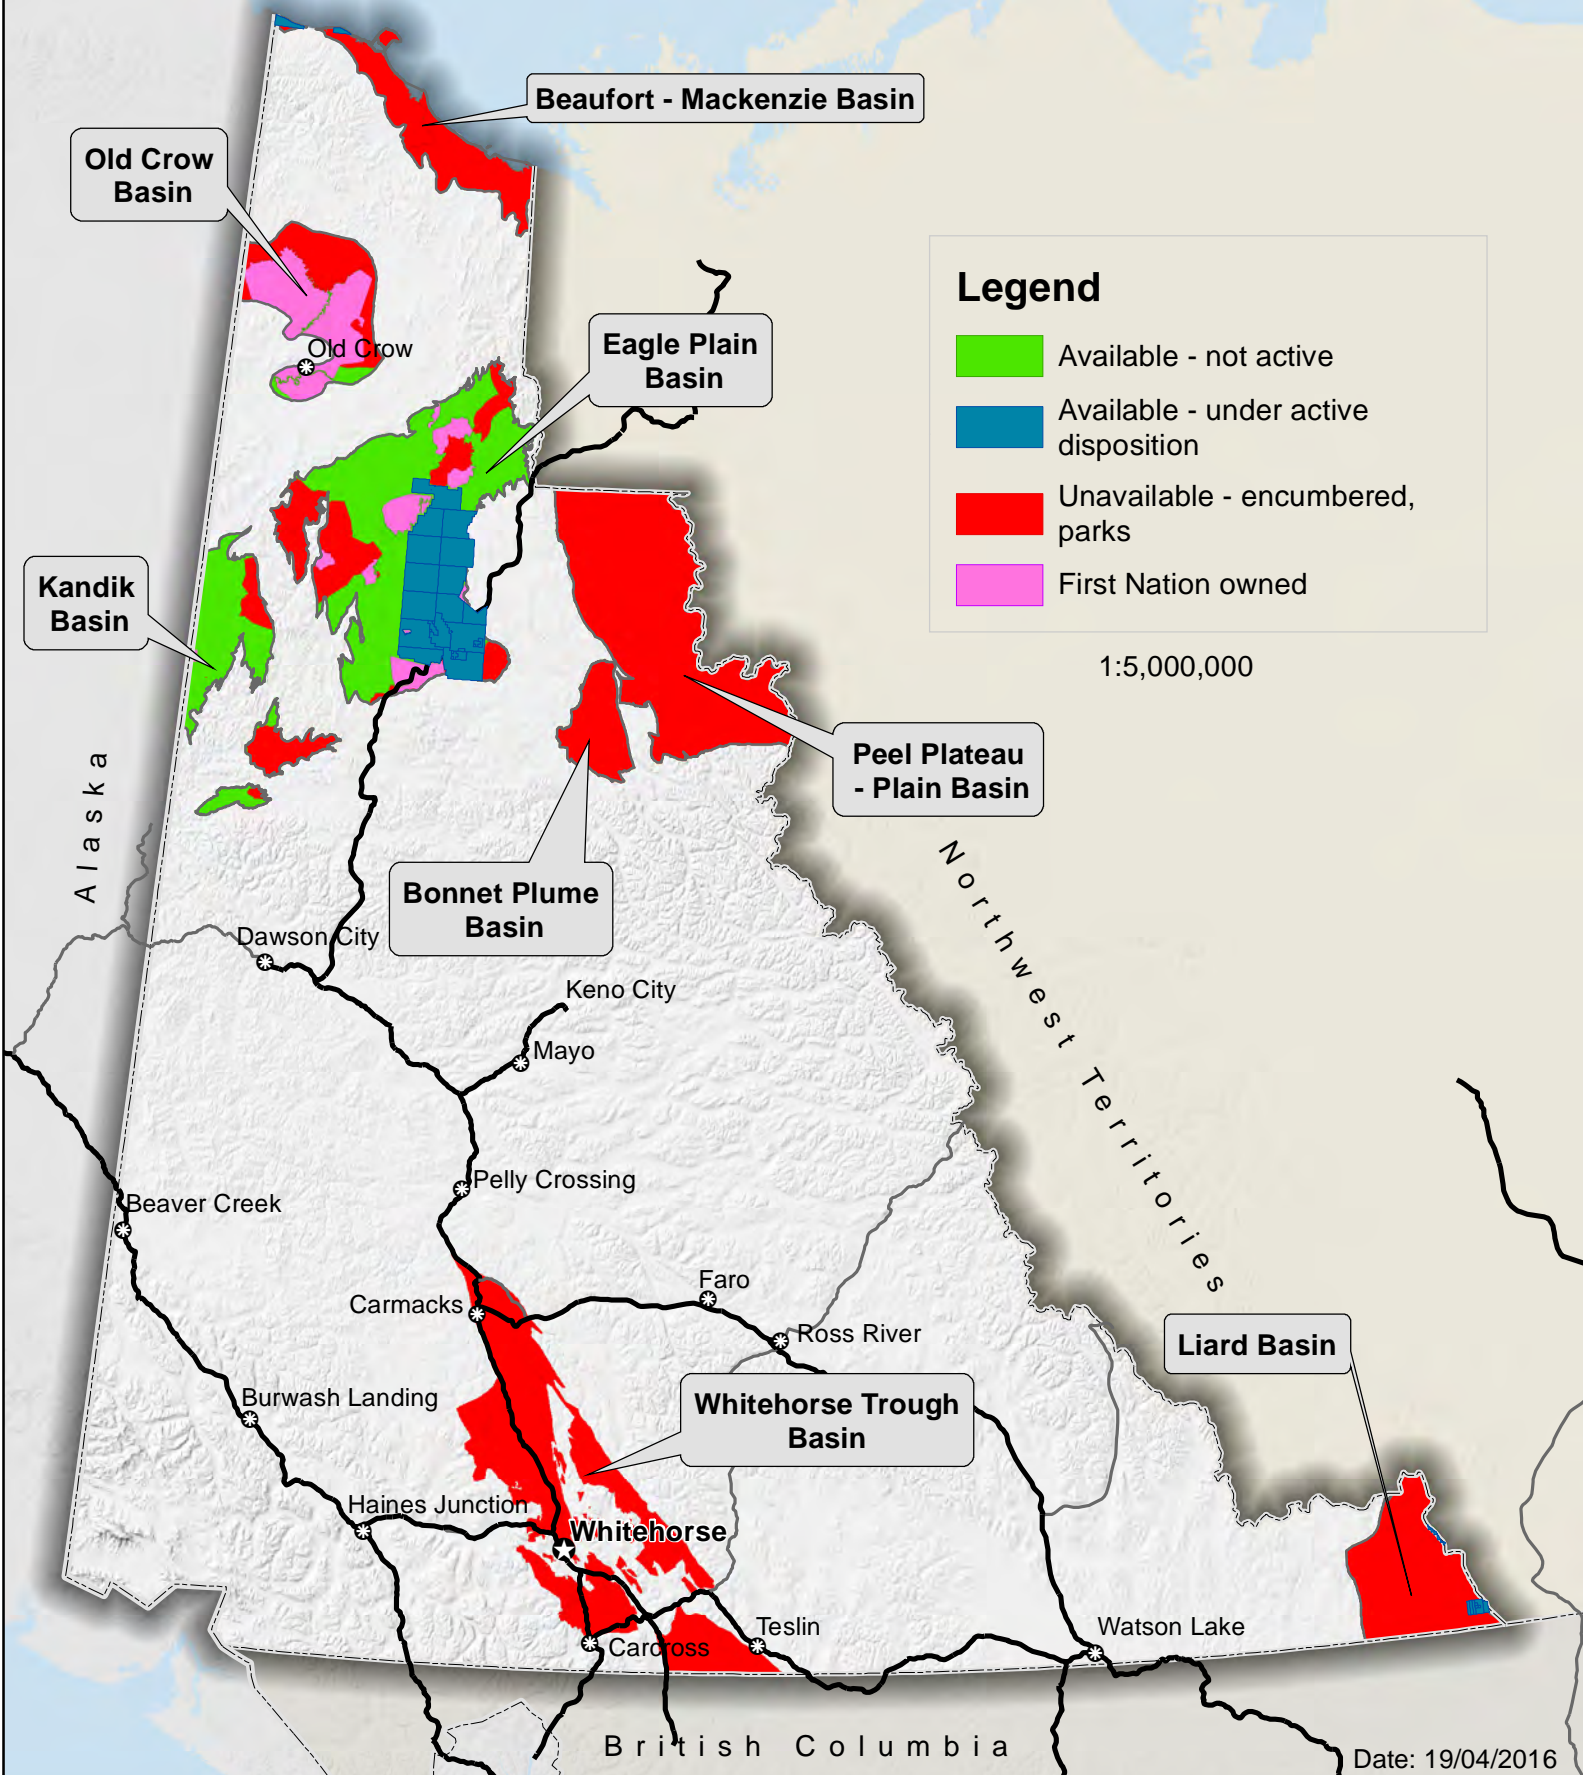 Beaufort - Mackenzie Basin
Old Crow
Basin
Old Crow
Eagle Plain
Basin
Legend
Available - not active
Available - under active
disposition
Unavailable - encumbered,
parks
First Nation owned
1:5,000,000
Kandik
Basin
Peel Plateau
- Plain Basin
Alaska
Bonnet Plume
Basin
Northwest Territories
Dawson City
Keno City
Mayo
Pelly Crossing
Beaver Creek
Faro
Carmacks
Ross River
Liard Basin
Burwash Landing
Whitehorse Trough
Basin
Haines Junction
Whitehorse
Teslin
Watson Lake
Carcross
British Columbia
Date: 19/04/2016